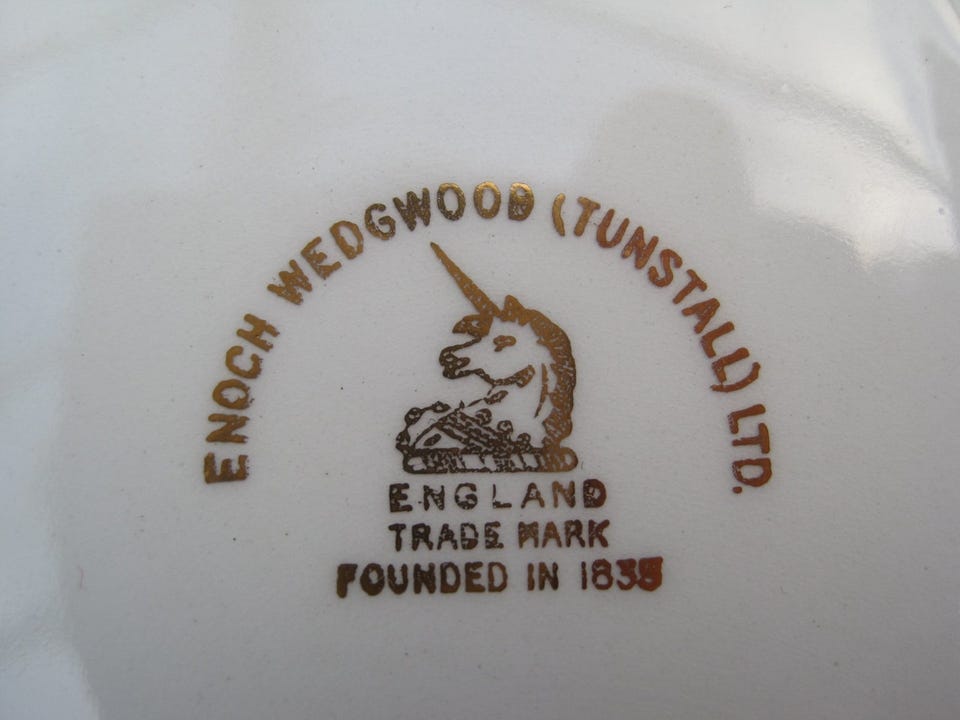 ENOCH WEDGWOOD (TUNSTALL) LTD.
ENGLAND
TRADE MARK
FOUNDED IN 1835